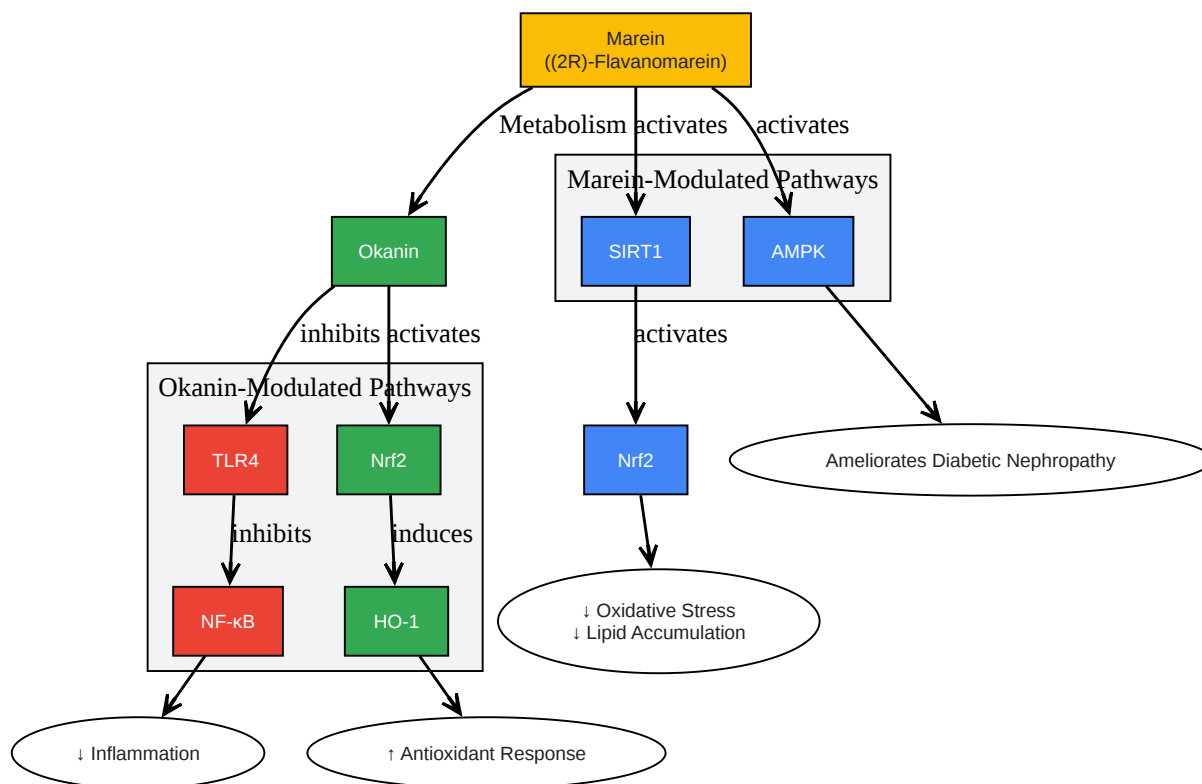 Marein
((2R)-Flavanomarein)
Metabolism
activates
activates
Marein-Modulated Pathways
Okanin
SIRT1
AMPK
inhibits
activates
activates
Okanin-Modulated Pathways
TLR4
Nrf2
Nrf2
Ameliorates Diabetic Nephropathy
inhibits
induces
NF-κB
HO-1
↓ Oxidative Stress
↓ Lipid Accumulation
↓ Inflammation
↑ Antioxidant Response